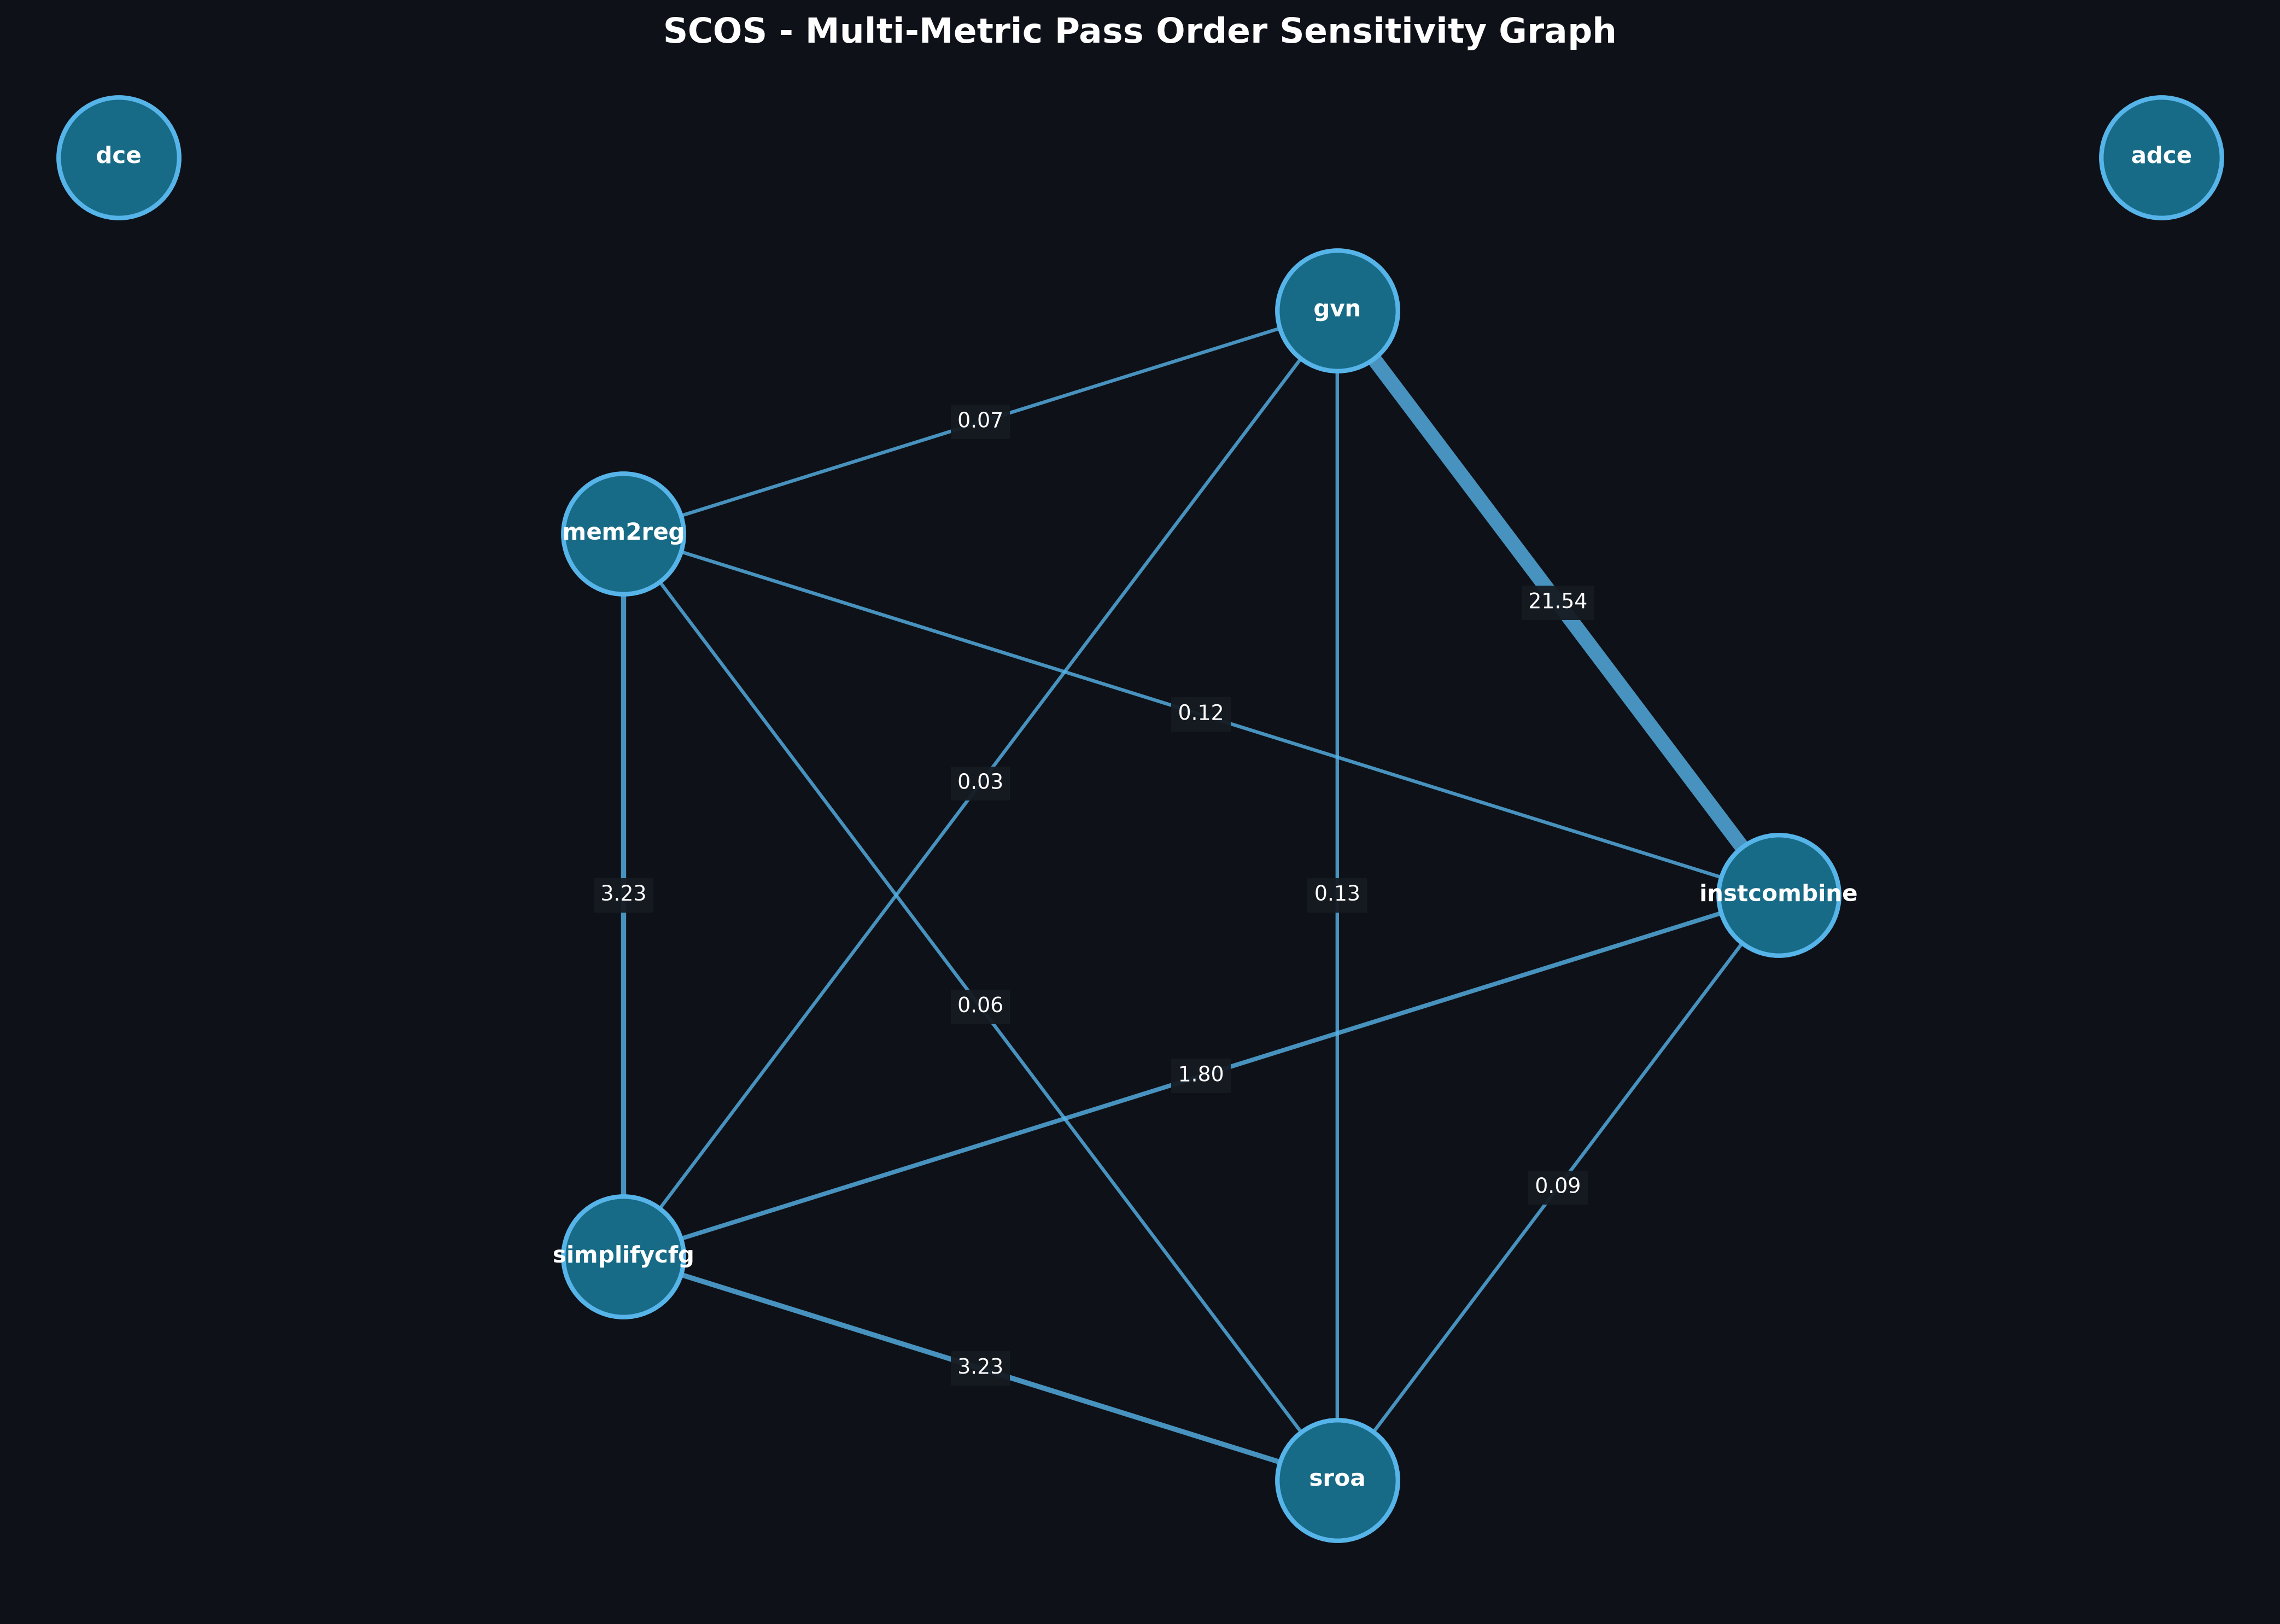 SCOS - Multi-Metric Pass Order Sensitivity Graph
dce
adce
gvn
0.07
mem2reg
21.54
0.12
0.03
3.23
0.13
instcombine
0.06
1.80
0.09
simplifycfg
3.23
sroa